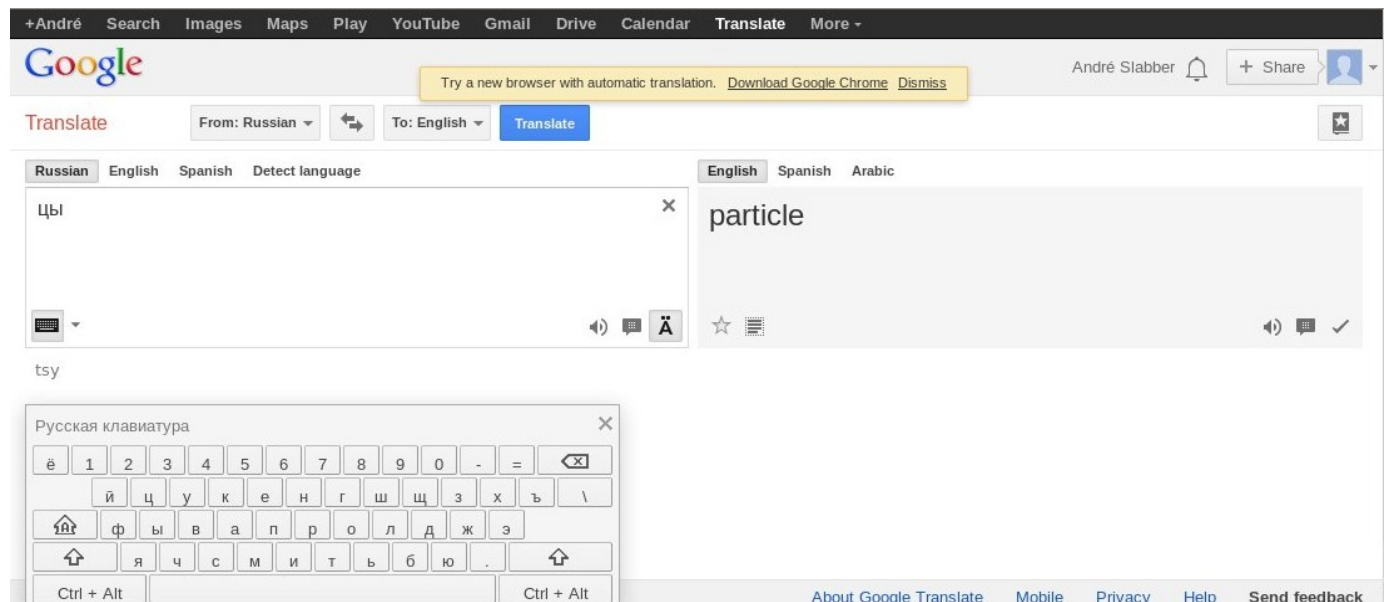 +André Search Images Maps Play YouTube Gmail Drive Calendar Translate More
Google
Try a new browser with automatic translation. Download Google Chrome Dismiss
André Slabber + Share
Translate From: Russian To: English Translate
Russian English Spanish Detect language English Spanish Arabic
цы
particle
Ä
tsy
Русская клавиатура
ё 1 2 3 4 5 6 7 8 9 0 - =
й ц у к е н г ш щ з х ъ \
ф ы в а п р о л д ж э
я ч с м и т ь б ю .
Ctrl + Alt Ctrl + Alt
About Google Translate Mobile Privacy Help Send feedback